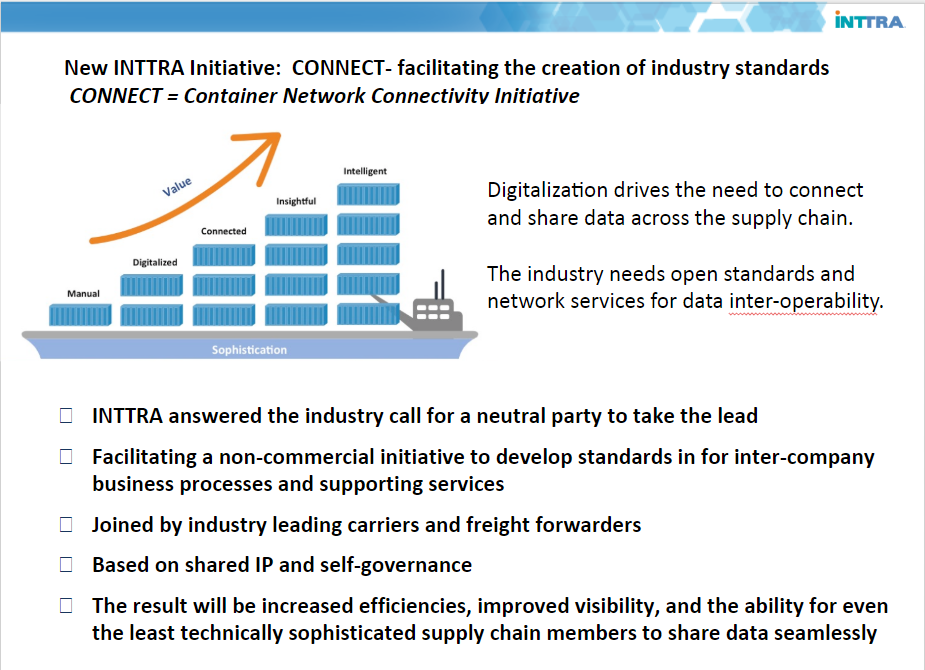 INTTRA
New INTTRA Initiative:  CONNECT- facilitating the creation of industry standards
CONNECT = Container Network Connectivity Initiative
Value
Intelligent
Insightful
Connected
Digitalized
Manual
Sophistication
Digitalization drives the need to connect
and share data across the supply chain.
The industry needs open standards and
network services for data inter-operability.
INTTRA answered the industry call for a neutral party to take the lead
Facilitating a non-commercial initiative to develop standards in for inter-company
business processes and supporting services
Joined by industry leading carriers and freight forwarders
Based on shared IP and self-governance
The result will be increased efficiencies, improved visibility, and the ability for even
the least technically sophisticated supply chain members to share data seamlessly